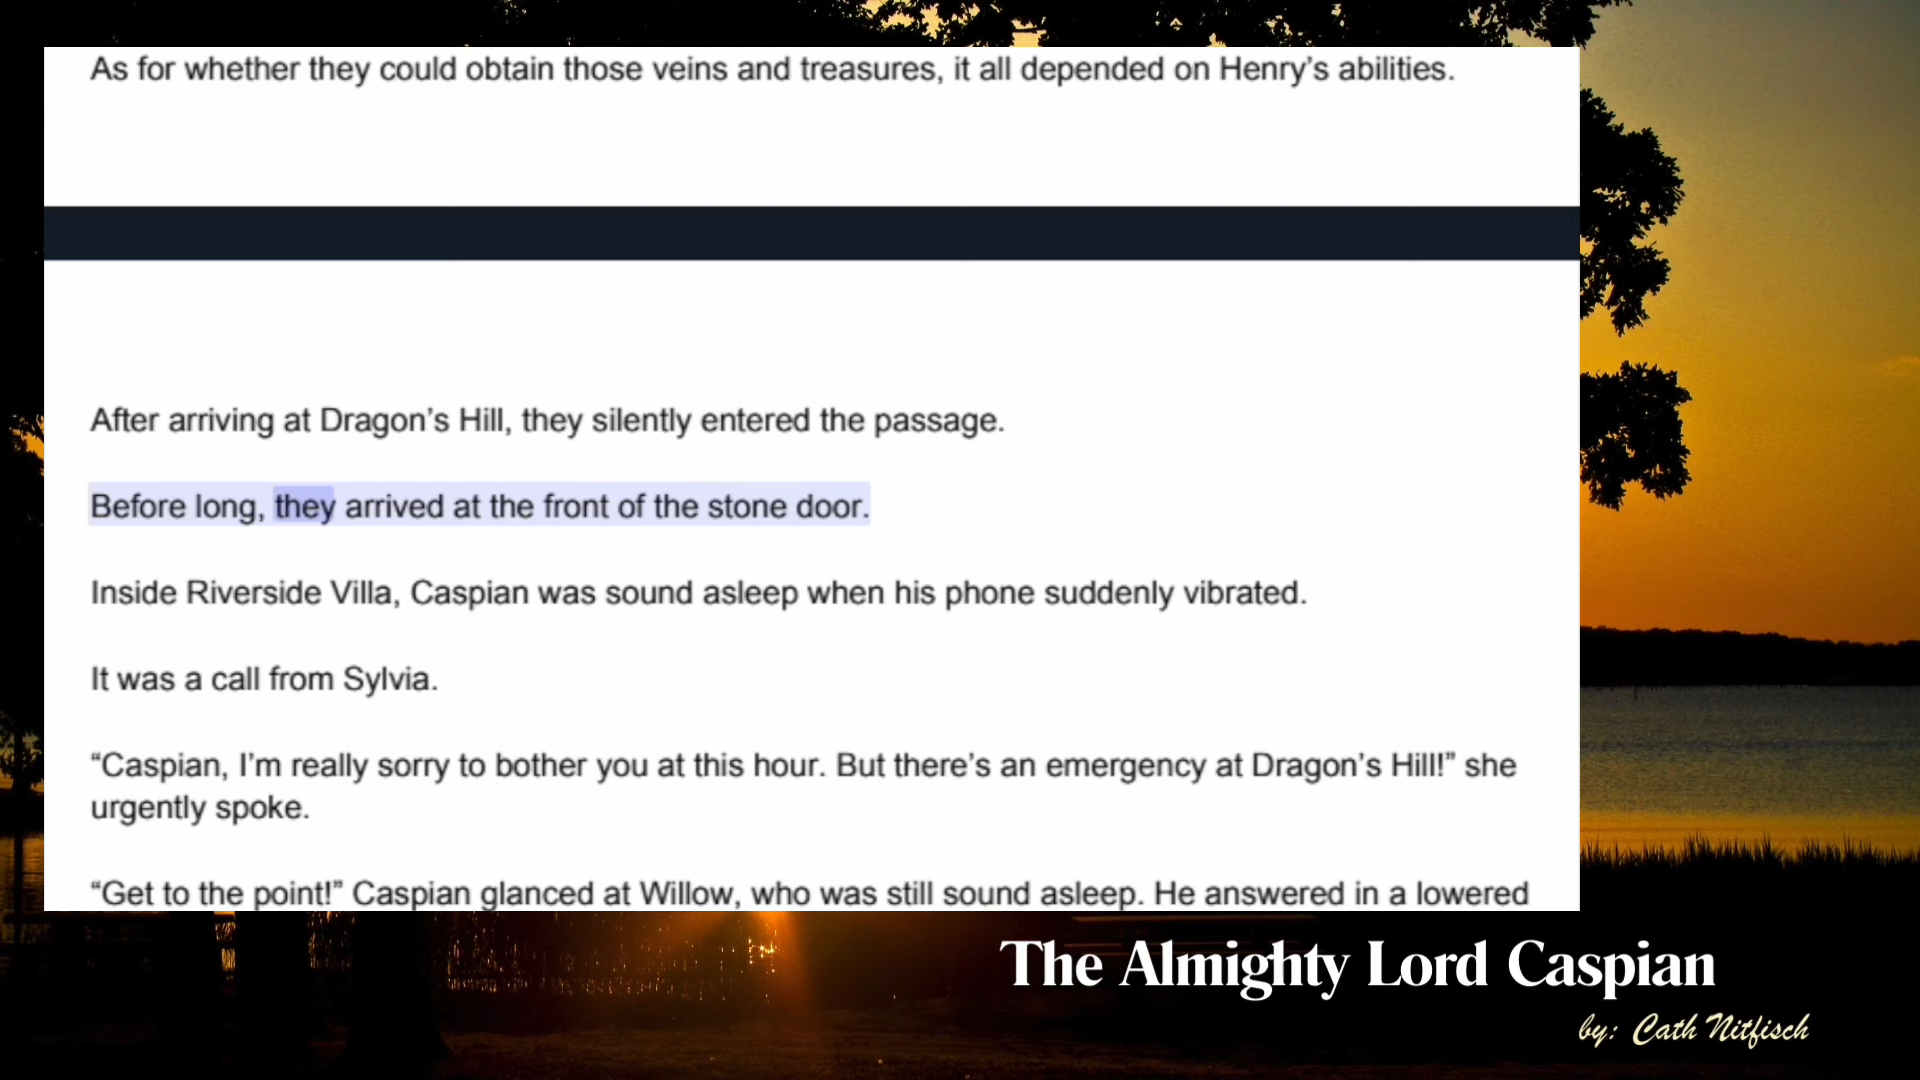 As for whether they could obtain those veins and treasures, it all depended on Henry’s abilities.
After arriving at Dragon’s Hill, they silently entered the passage.
Before long, they arrived at the front of the stone door.
Inside Riverside Villa, Caspian was sound asleep when his phone suddenly vibrated.
It was a call from Sylvia.
“Caspian, I’m really sorry to bother you at this hour. But there’s an emergency at Dragon’s Hill!” she
urgently spoke.
“Get to the point!” Caspian glanced at Willow, who was still sound asleep. He answered in a lowered
The Almighty Lord Caspian
by: Cath Nitfisch